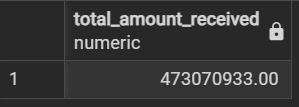 total_amount_received
numeric
1
473070933.00